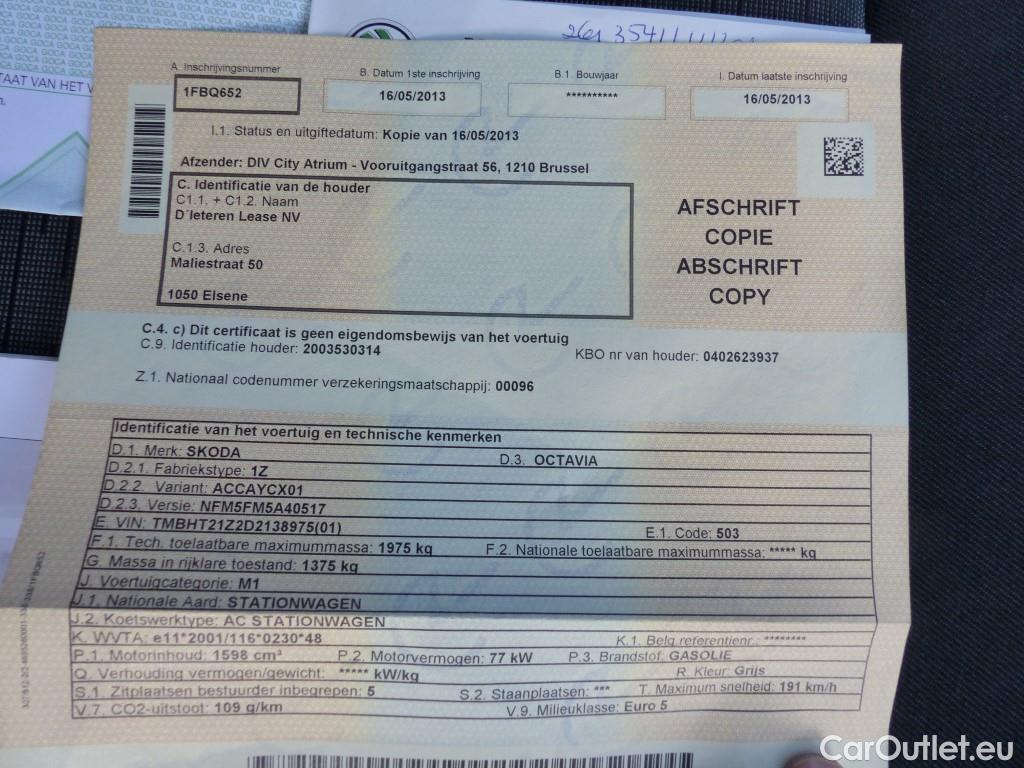 TAAT VAN HET V
A. Inschrijvingsnummer
1FBQ652
B. Datum 1ste inschrijving
16/05/2013
B.1. Bouwjaar
**********
I. Datum laatste inschrijving
16/05/2013
I.1. Status en uitgiftedatum: Kopie van 16/05/2013
Afzender: DIV City Atrium - Vooruitgangstraat 56, 1210 Brussel
C. Identificatie van de houder
C1.1. + C1.2. Naam
D'Ieteren Lease NV
C.1.3. Adres
Maliestraat 50
1050 Elsene
AFSCHRIFT
COPIE
ABSCHRIFT
COPY
C.4. c) Dit certificaat is geen eigendomsbewijs van het voertuig
C.9. Identificatie houder: 2003530314 KBO nr van houder: 0402623937
Z.1. Nationaal codenummer verzekeringsmaatschappij: 00096
Identificatie van het voertuig en technische kenmerken
D.1. Merk: SKODA D.3. OCTAVIA
D.2.1. Fabriekstype: 1Z
D.2.2. Variant: ACCAYCX01
D.2.3. Versie: NFM5FM5A40517
E. VIN: TMBHT21Z2D2138975(01) E.1. Code: 503
F.1. Tech. toelaatbare maximummassa: 1975 kg F.2. Nationale toelaatbare maximummassa: ***** kg
G. Massa in rijklare toestand: 1375 kg
J. Voertuigcategorie: M1
J.1. Nationale Aard: STATIONWAGEN
J.2. Koetswerktype: AC STATIONWAGEN
K. WVTA: e11*2001/116*0230*48 K.1. Belg.referentienr.: ********
P.1. Motorinhoud: 1598 cm³ P.2. Motorvermogen: 77 kW P.3. Brandstof: GASOLIE
Q. Verhouding vermogen/gewicht: ***** kW/kg R. Kleur: Grijs
S.1. Zitplaatsen bestuurder inbegrepen: 5 S.2. Staanplaatsen: *** T. Maximum snelheid: 191 km/h
V.7. CO2-uitstoot: 109 g/km V.9. Milieuklasse: Euro 5
CarOutlet.eu